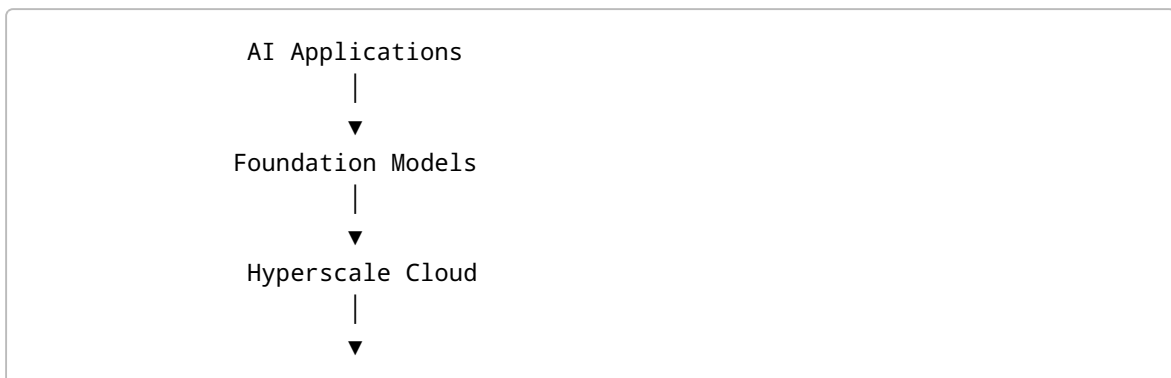 AI Applications
│
▼
Foundation Models
│
▼
Hyperscale Cloud
│
▼